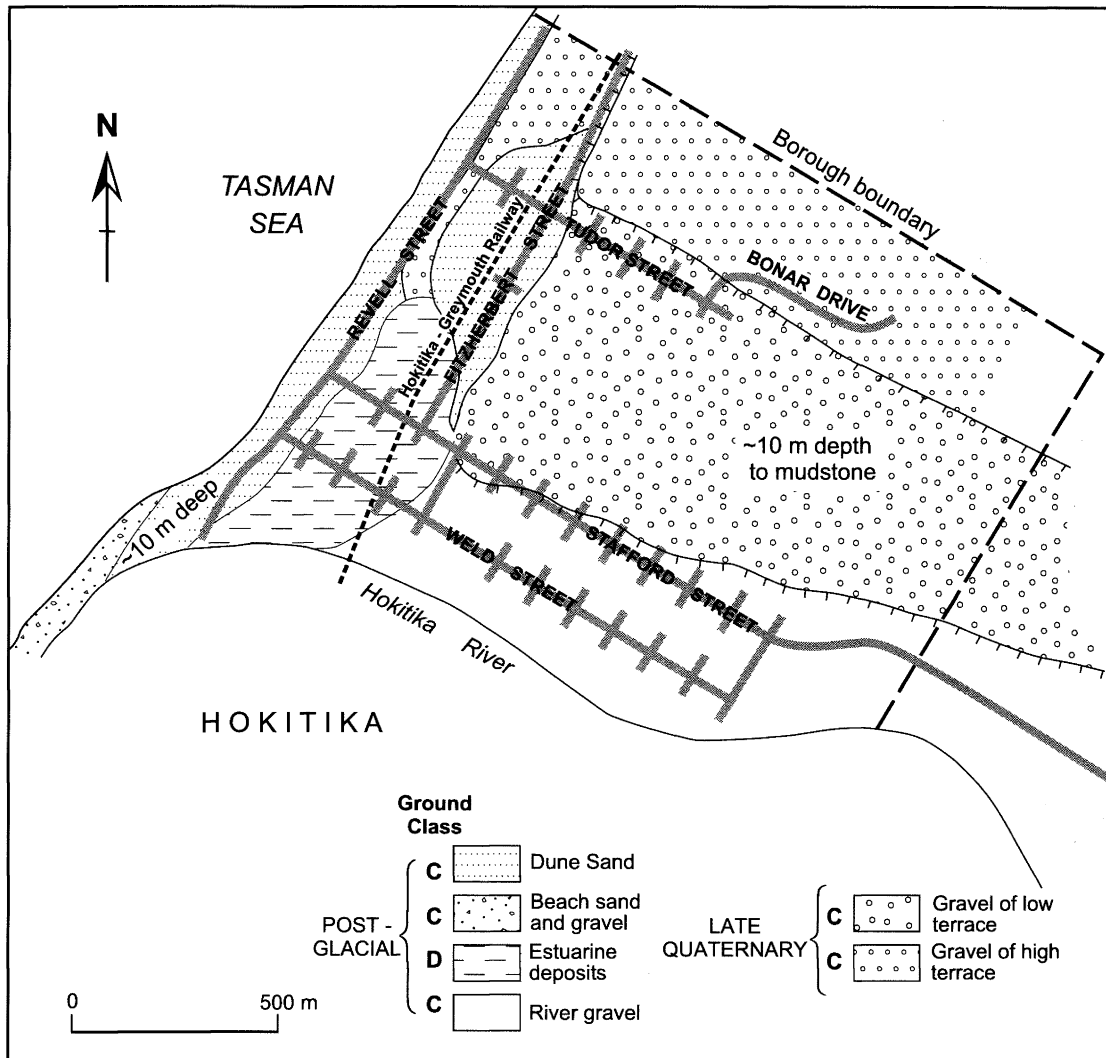 N
TASMAN
SEA
Borough boundary
REVELL STREET
Hokitika - Greymouth Railway
FITZHERBERT STREET
TUDOR STREET
BONAR DRIVE
~10 m depth
to mudstone
~10 m deep
WELD STREET
STAFFORD STREET
Hokitika River
HOKITIKA
Ground
Class
POST -
GLACIAL
C Dune Sand
C Beach sand
and gravel
D Estuarine
deposits
C River gravel
LATE
QUATERNARY
C Gravel of low
terrace
C Gravel of high
terrace
0 500 m